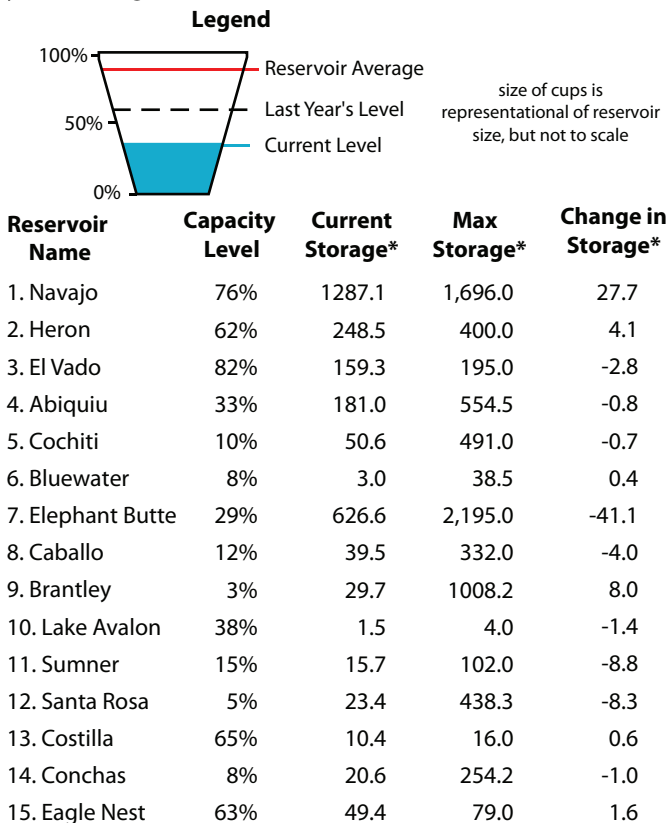 Legend
100%
Reservoir Average
Last Year's Level
50%
Current Level
0%
size of cups is
representational of reservoir
size, but not to scale
Reservoir Name Capacity Level Current Storage* Max Storage* Change in Storage*
1. Navajo 76% 1287.1 1,696.0 27.7
2. Heron 62% 248.5 400.0 4.1
3. El Vado 82% 159.3 195.0 -2.8
4. Abiquiu 33% 181.0 554.5 -0.8
5. Cochiti 10% 50.6 491.0 -0.7
6. Bluewater 8% 3.0 38.5 0.4
7. Elephant Butte 29% 626.6 2,195.0 -41.1
8. Caballo 12% 39.5 332.0 -4.0
9. Brantley 3% 29.7 1008.2 8.0
10. Lake Avalon 38% 1.5 4.0 -1.4
11. Sumner 15% 15.7 102.0 -8.8
12. Santa Rosa 5% 23.4 438.3 -8.3
13. Costilla 65% 10.4 16.0 0.6
14. Conchas 8% 20.6 254.2 -1.0
15. Eagle Nest 63% 49.4 79.0 1.6